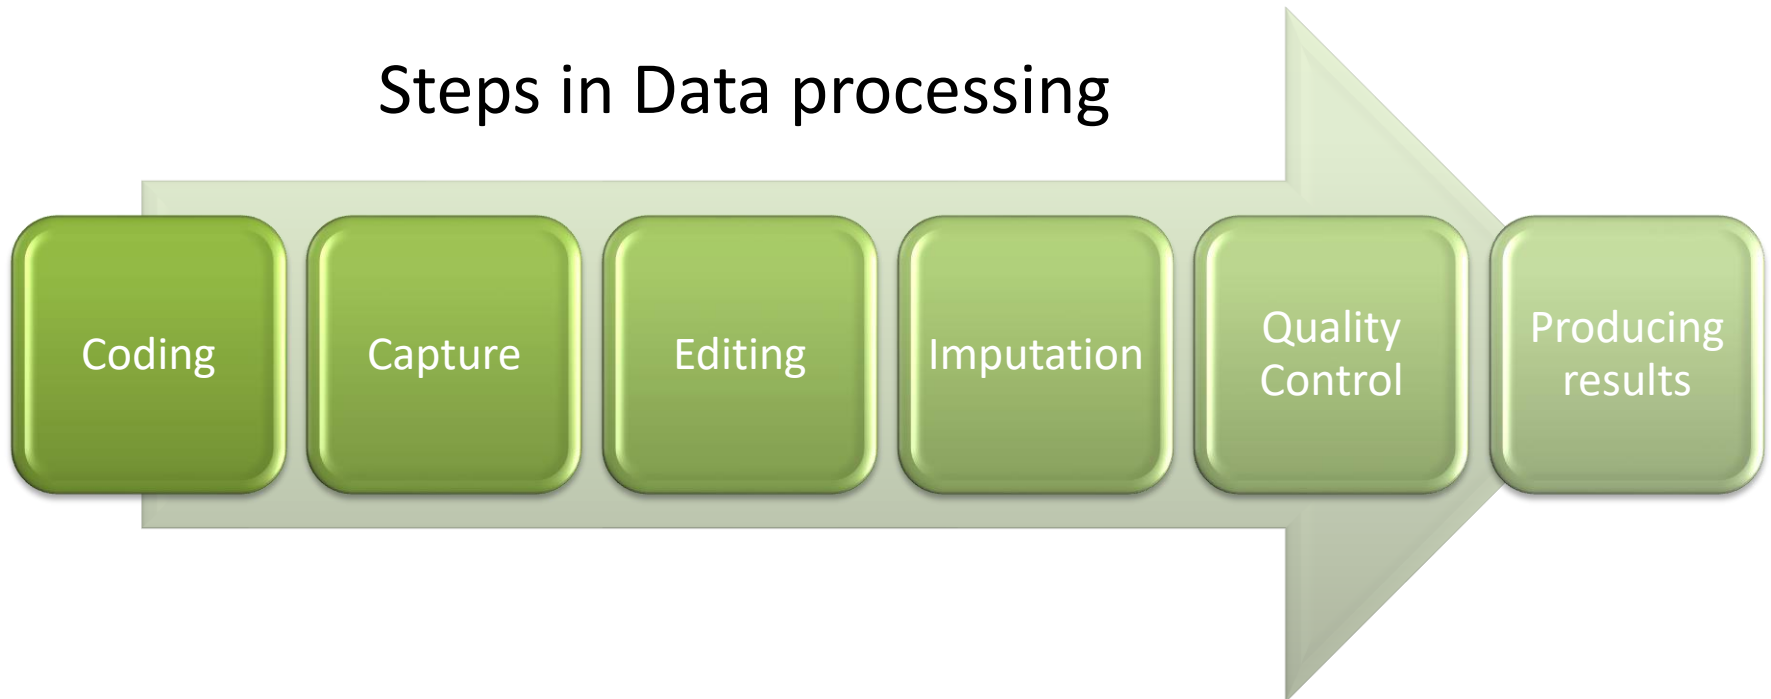 Steps in Data processing
Coding
Capture
Editing
Imputation
Quality
Control
Producing
results